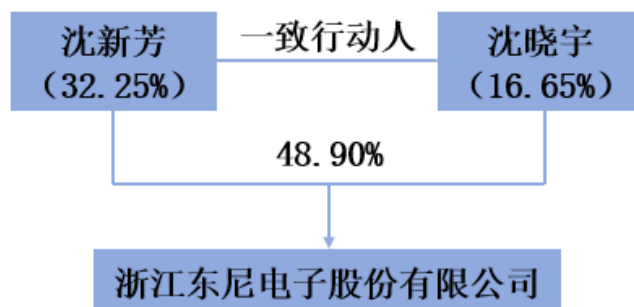 沈新芳
（32.25%）
一致行动人
沈晓宇
（16.65%）
48.90%
浙江东尼电子股份有限公司